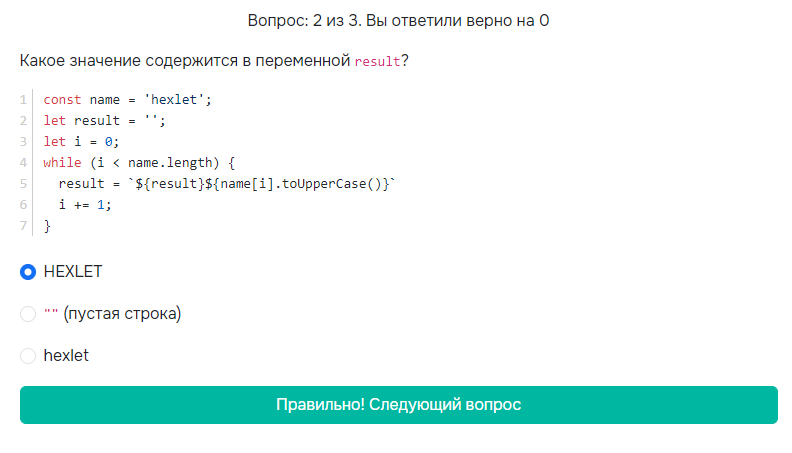 Вопрос: 2 из 3. Вы ответили верно на 0
Какое значение содержится в переменной result?
1 const name = 'hexlet';
2 let result = '';
3 let i = 0;
4 while (i < name.length) {
5   result = `${result}${name[i].toUpperCase()}`
6   i += 1;
7 }
HEXLET
"" (пустая строка)
hexlet
Правильно! Следующий вопрос